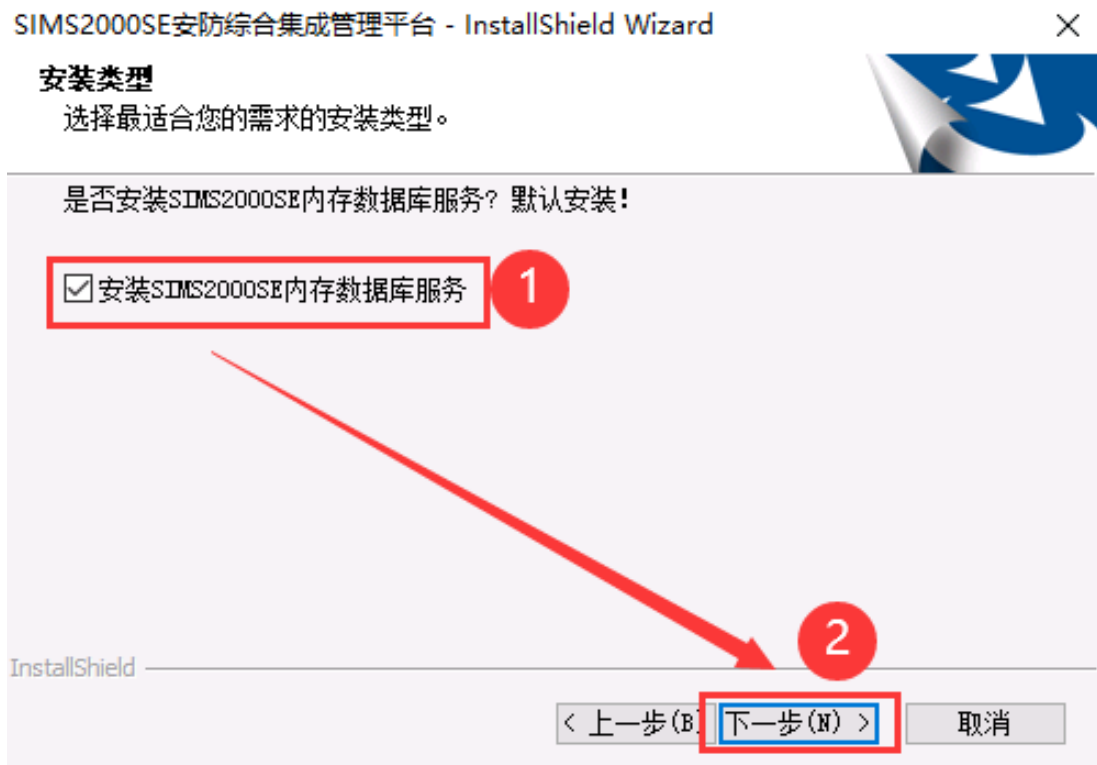 SIMS2000SE安防综合集成管理平台 - InstallShield Wizard
安装类型
选择最适合您的需求的安装类型。
是否安装SIMS2000SE内存数据库服务？默认安装！
安装SIMS2000SE内存数据库服务
1
2
InstallShield
< 上一步(B) 下一步(N) > 取消